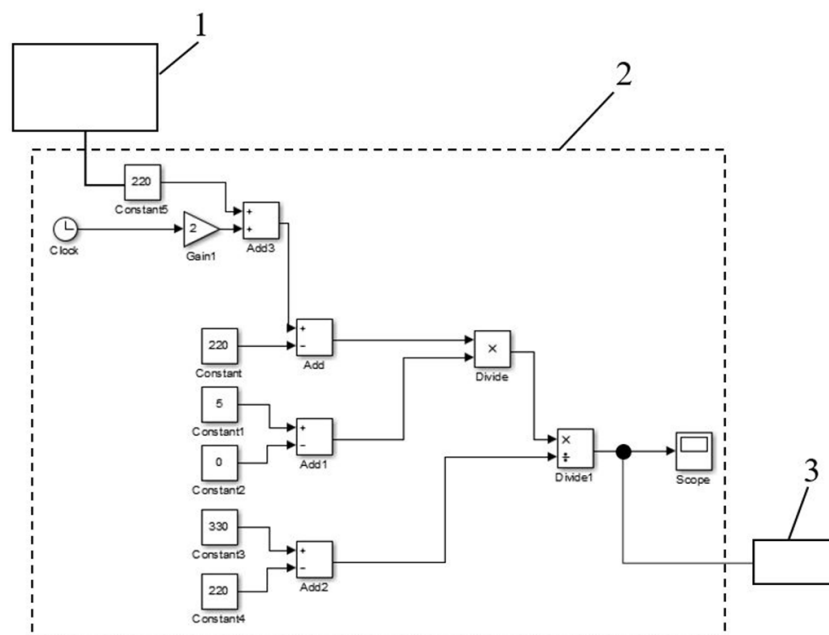 1
2
220
Constant5
+
+
Add3
Clock
2
Gain1
220
Constant
+
−
Add
×
Divide
5
Constant1
0
Constant2
+
−
Add1
×
÷
Divide1
Scope
3
330
Constant3
220
Constant4
+
−
Add2